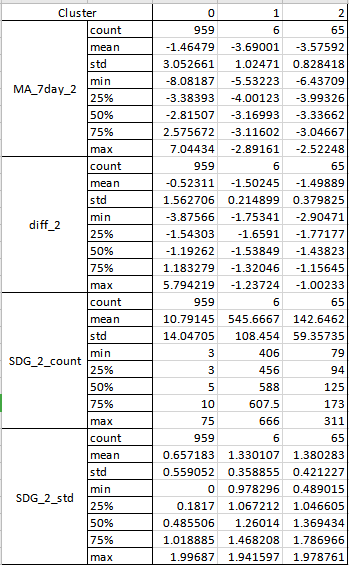 Cluster 0 1 2
MA_7day_2 count 959 6 65
mean -1.46479 -3.69001 -3.57592
std 3.052661 1.02471 0.828418
min -8.08187 -5.53223 -6.43709
25% -3.38393 -4.00123 -3.99326
50% -2.81507 -3.16993 -3.33662
75% 2.575672 -3.11602 -3.04667
max 7.04434 -2.89161 -2.52248
diff_2 count 959 6 65
mean -0.52311 -1.50245 -1.49889
std 1.562706 0.214899 0.379825
min -3.87566 -1.75341 -2.90471
25% -1.54303 -1.6591 -1.77177
50% -1.19262 -1.53849 -1.43823
75% 1.183279 -1.32046 -1.15645
max 5.794219 -1.23724 -1.00233
SDG_2_count count 959 6 65
mean 10.79145 545.6667 142.6462
std 14.04705 108.454 59.35735
min 3 406 79
25% 3 456 94
50% 5 588 125
75% 10 607.5 173
max 75 666 311
SDG_2_std count 959 6 65
mean 0.657183 1.330107 1.380283
std 0.559052 0.358855 0.421227
min 0 0.978296 0.489015
25% 0.1817 1.067212 1.046605
50% 0.485506 1.26014 1.369434
75% 1.018885 1.468208 1.786966
max 1.99687 1.941597 1.978761